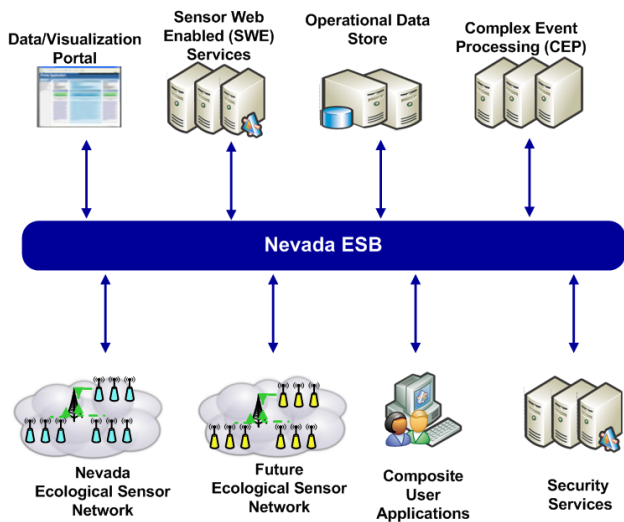 Data/Visualization
Portal
Sensor Web
Enabled (SWE)
Services
Operational Data
Store
Complex Event
Processing (CEP)
Nevada ESB
Nevada
Ecological Sensor
Network
Future
Ecological Sensor
Network
Composite
User
Applications
Security
Services